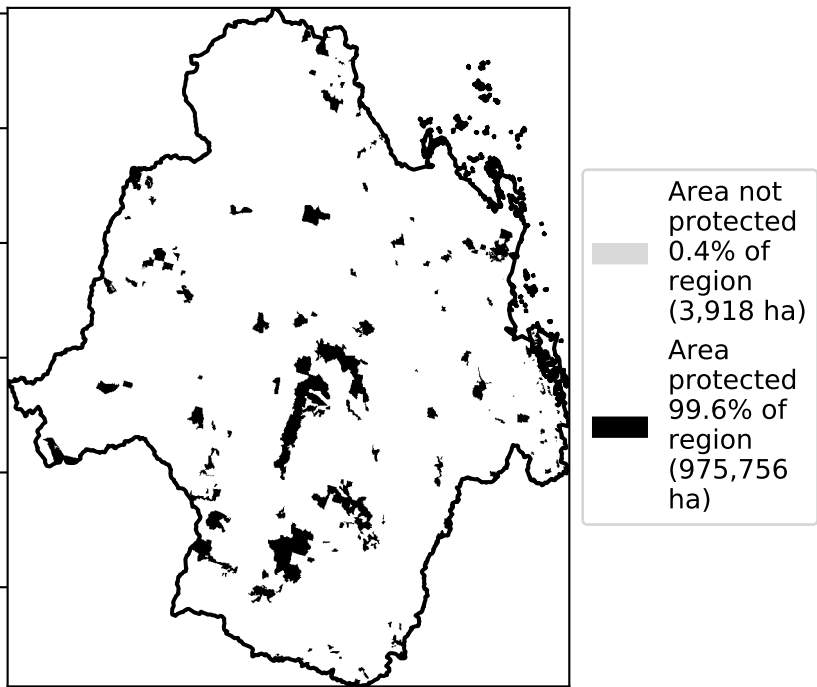 Area not
protected
0.4% of
region
(3,918 ha)
Area
protected
99.6% of
region
(975,756
ha)